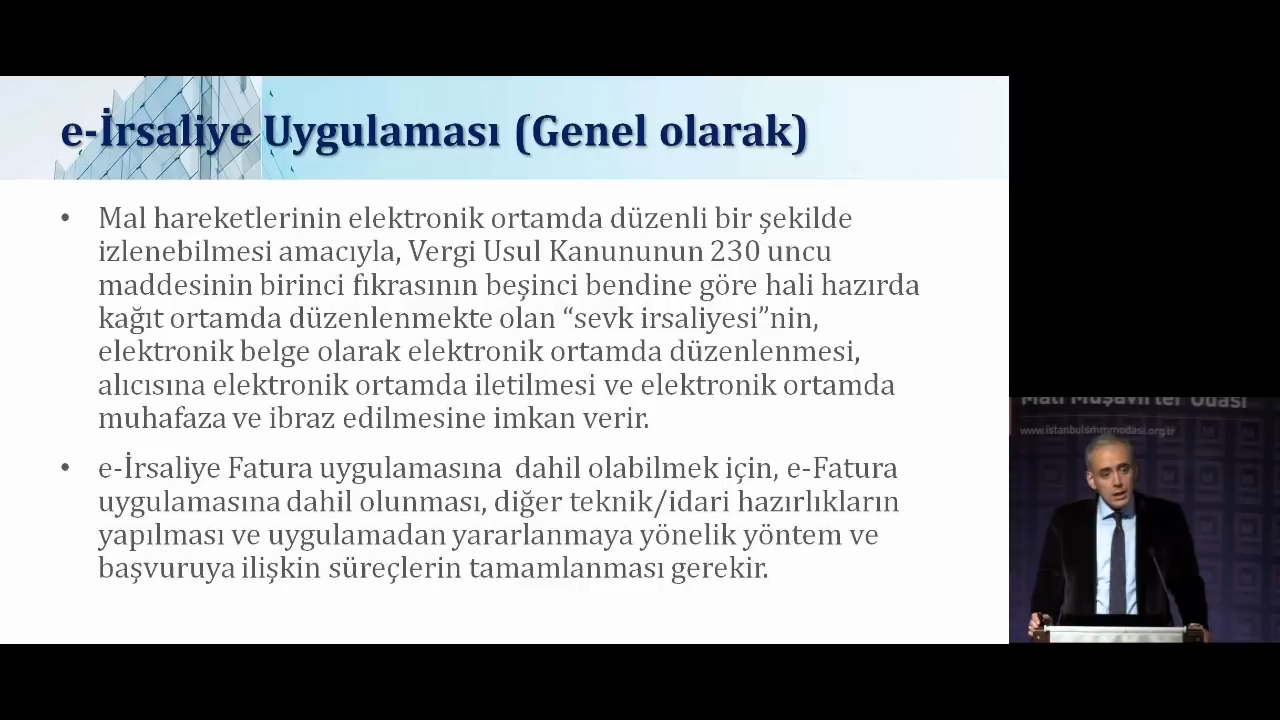 e-İrsaliye Uygulaması (Genel olarak)
• Mal hareketlerinin elektronik ortamda düzenli bir şekilde
izlenebilmesi amacıyla, Vergi Usul Kanununun 230 uncu
maddesinin birinci fıkrasının beşinci bendine göre hali hazırda
kağıt ortamda düzenlenmekte olan “sevk irsaliyesi”nin,
elektronik belge olarak elektronik ortamda düzenlenmesi,
alıcısına elektronik ortamda iletilmesi ve elektronik ortamda
muhafaza ve ibraz edilmesine imkan verir.
• e-İrsaliye Fatura uygulamasına dahil olabilmek için, e-Fatura
uygulamasına dahil olunması, diğer teknik/idari hazırlıkların
yapılması ve uygulamadan yararlanmaya yönelik yöntem ve
başvuruya ilişkin süreçlerin tamamlanması gerekir.
Mali Müşavirler Odası
www.istanbulsmmmodasi.org.tr